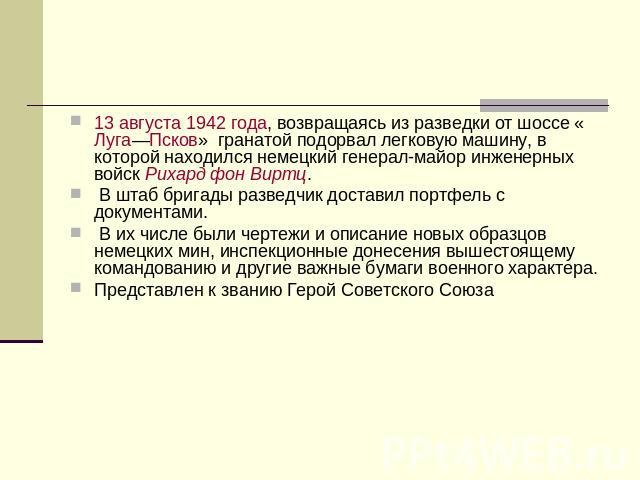 13 августа 1942 года, возвращаясь из разведки от шоссе «
Луга—Псков»  гранатой подорвал легковую машину, в
которой находился немецкий генерал-майор инженерных
войск Рихард фон Виртц.
В штаб бригады разведчик доставил портфель с
документами.
В их числе были чертежи и описание новых образцов
немецких мин, инспекционные донесения вышестоящему
командованию и другие важные бумаги военного характера.
Представлен к званию Герой Советского Союза
PPt4WEB.ru